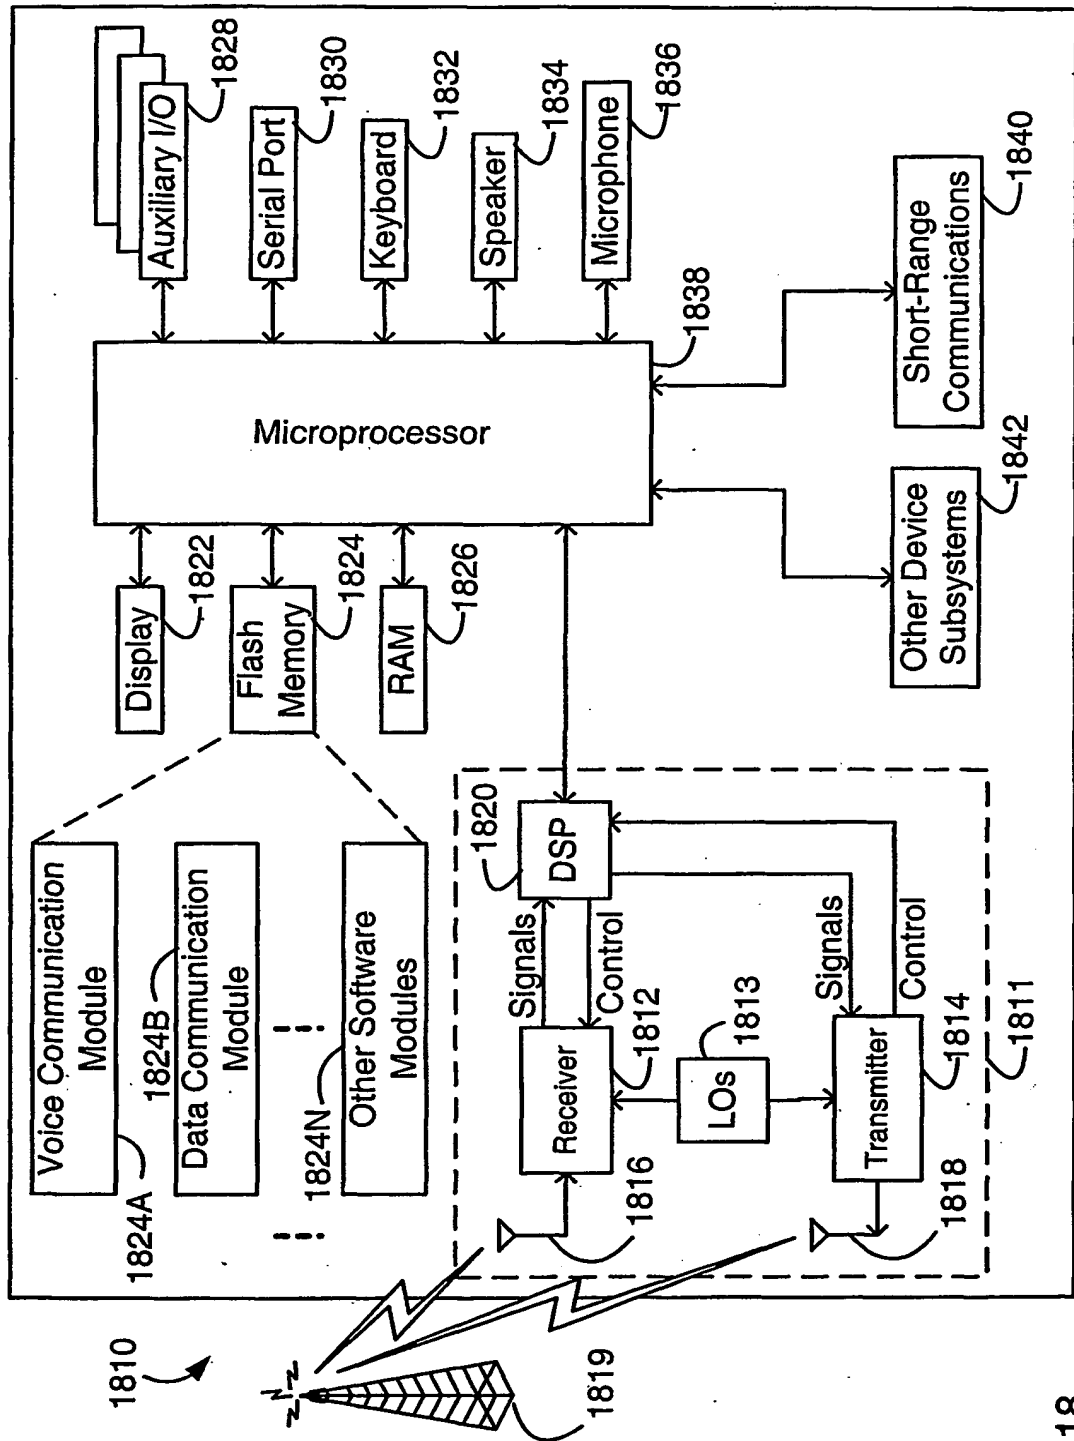 1810
1819
Voice Communication
Module
1824A
1824B
Data Communication
Module
1824N
Other Software
Modules
Display
1822
Flash
Memory
1824
RAM
1826
Microprocessor
1838
Auxiliary I/O
1828
Serial Port
1830
Keyboard
1832
Speaker
1834
Microphone
1836
1820
DSP
Signals
Control
Receiver
1812
1816
LOs
1813
Signals
Control
Transmitter
1814
1818
1811
Other Device
Subsystems
1842
Short-Range
Communications
1840
18